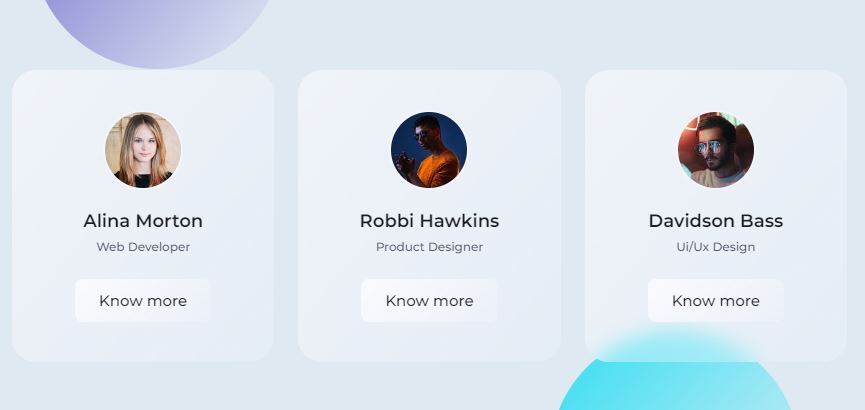 Alina Morton
Web Developer
Know more
Robbi Hawkins
Product Designer
Know more
Davidson Bass
Ui/Ux Design
Know more